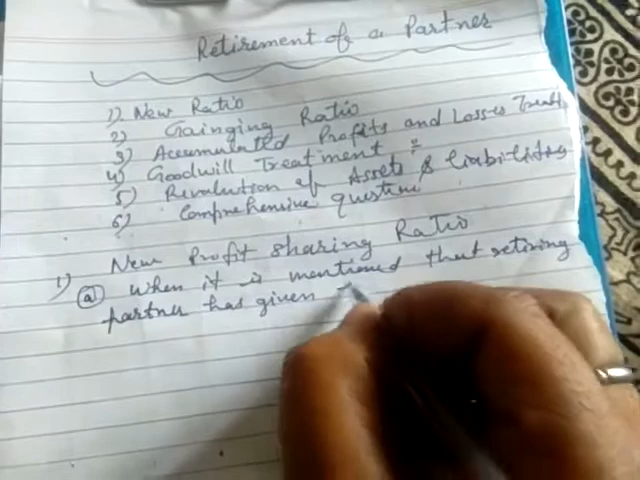 Retirement of a Partner
1) New Ratio
2) Gainging Ratio
3) Accumulated Profits and Losses Treatt
4) Goodwill Treatment :
5) Revaluation of Assets & liabilities
6) Comprehensive question
1) New Profit sharing Ratio
(a) When it is mentioned that retiring
partner has given